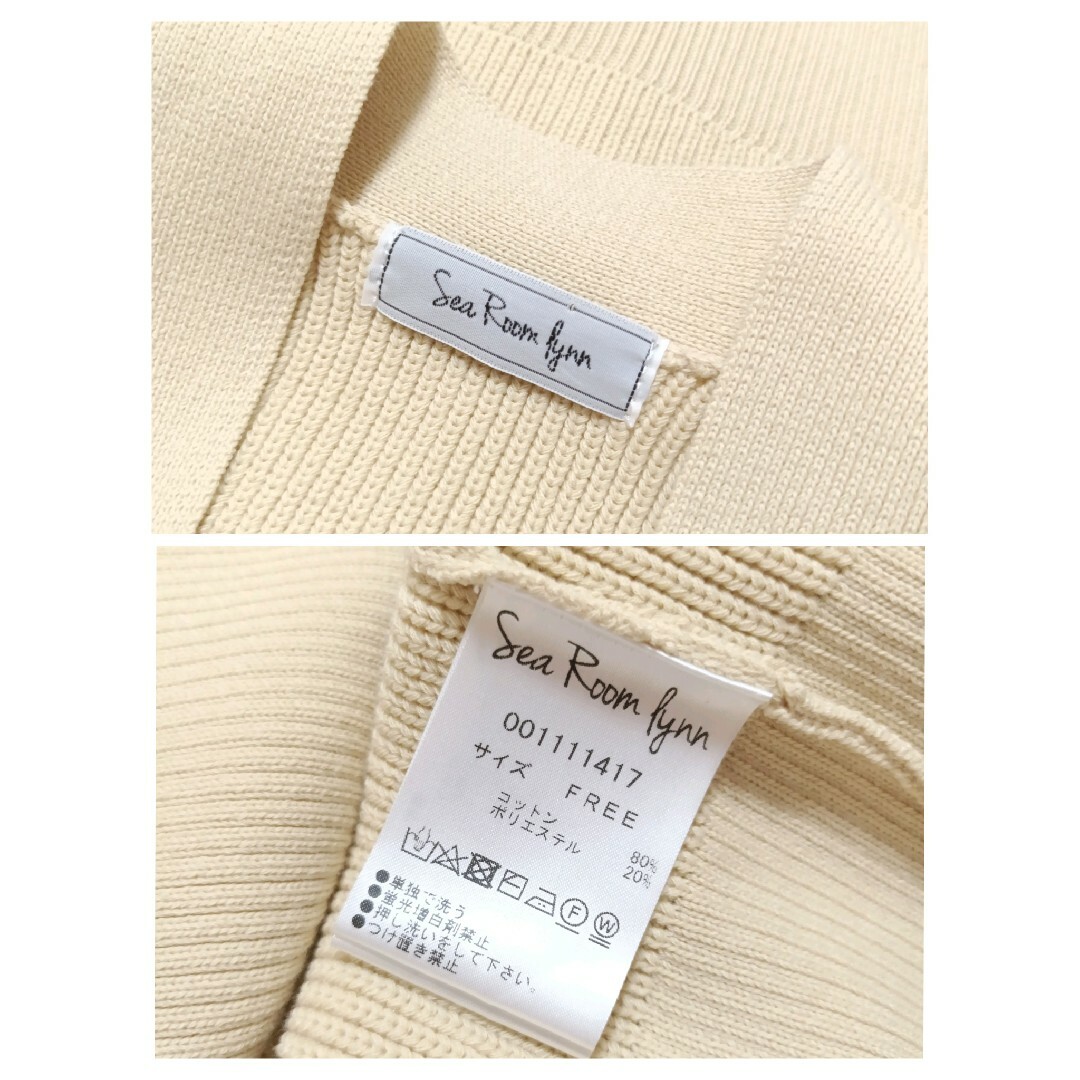 Sea Room lynn
Sea Room lynn
001111417
サイズ FREE
コットン 80%
ポリエステル 20%
F W
●単独で洗う
●蛍光増白剤禁止
●押し洗いをして下さい。
●つけ置き禁止